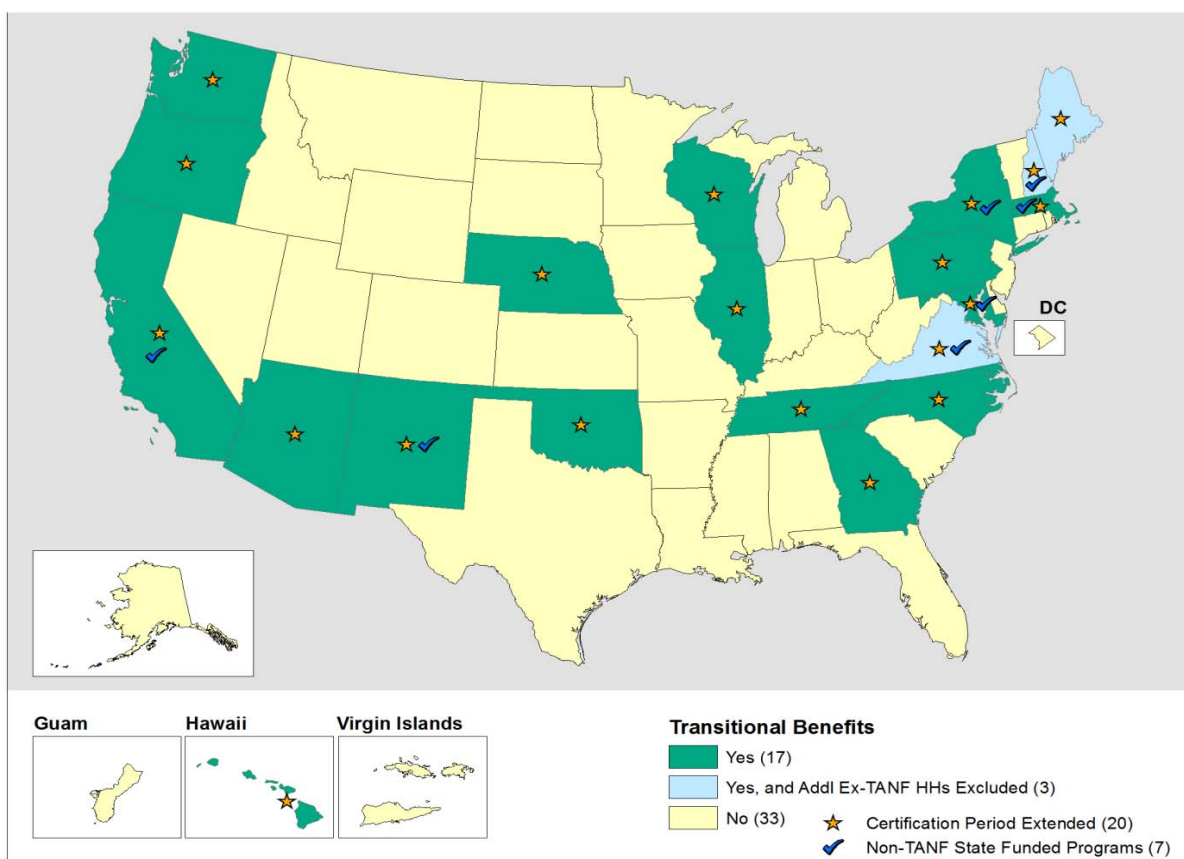 DC
Guam
Hawaii
Virgin Islands
Transitional Benefits
Yes (17)
Yes, and Addl Ex-TANF HHs Excluded (3)
No (33)
Certification Period Extended (20)
Non-TANF State Funded Programs (7)